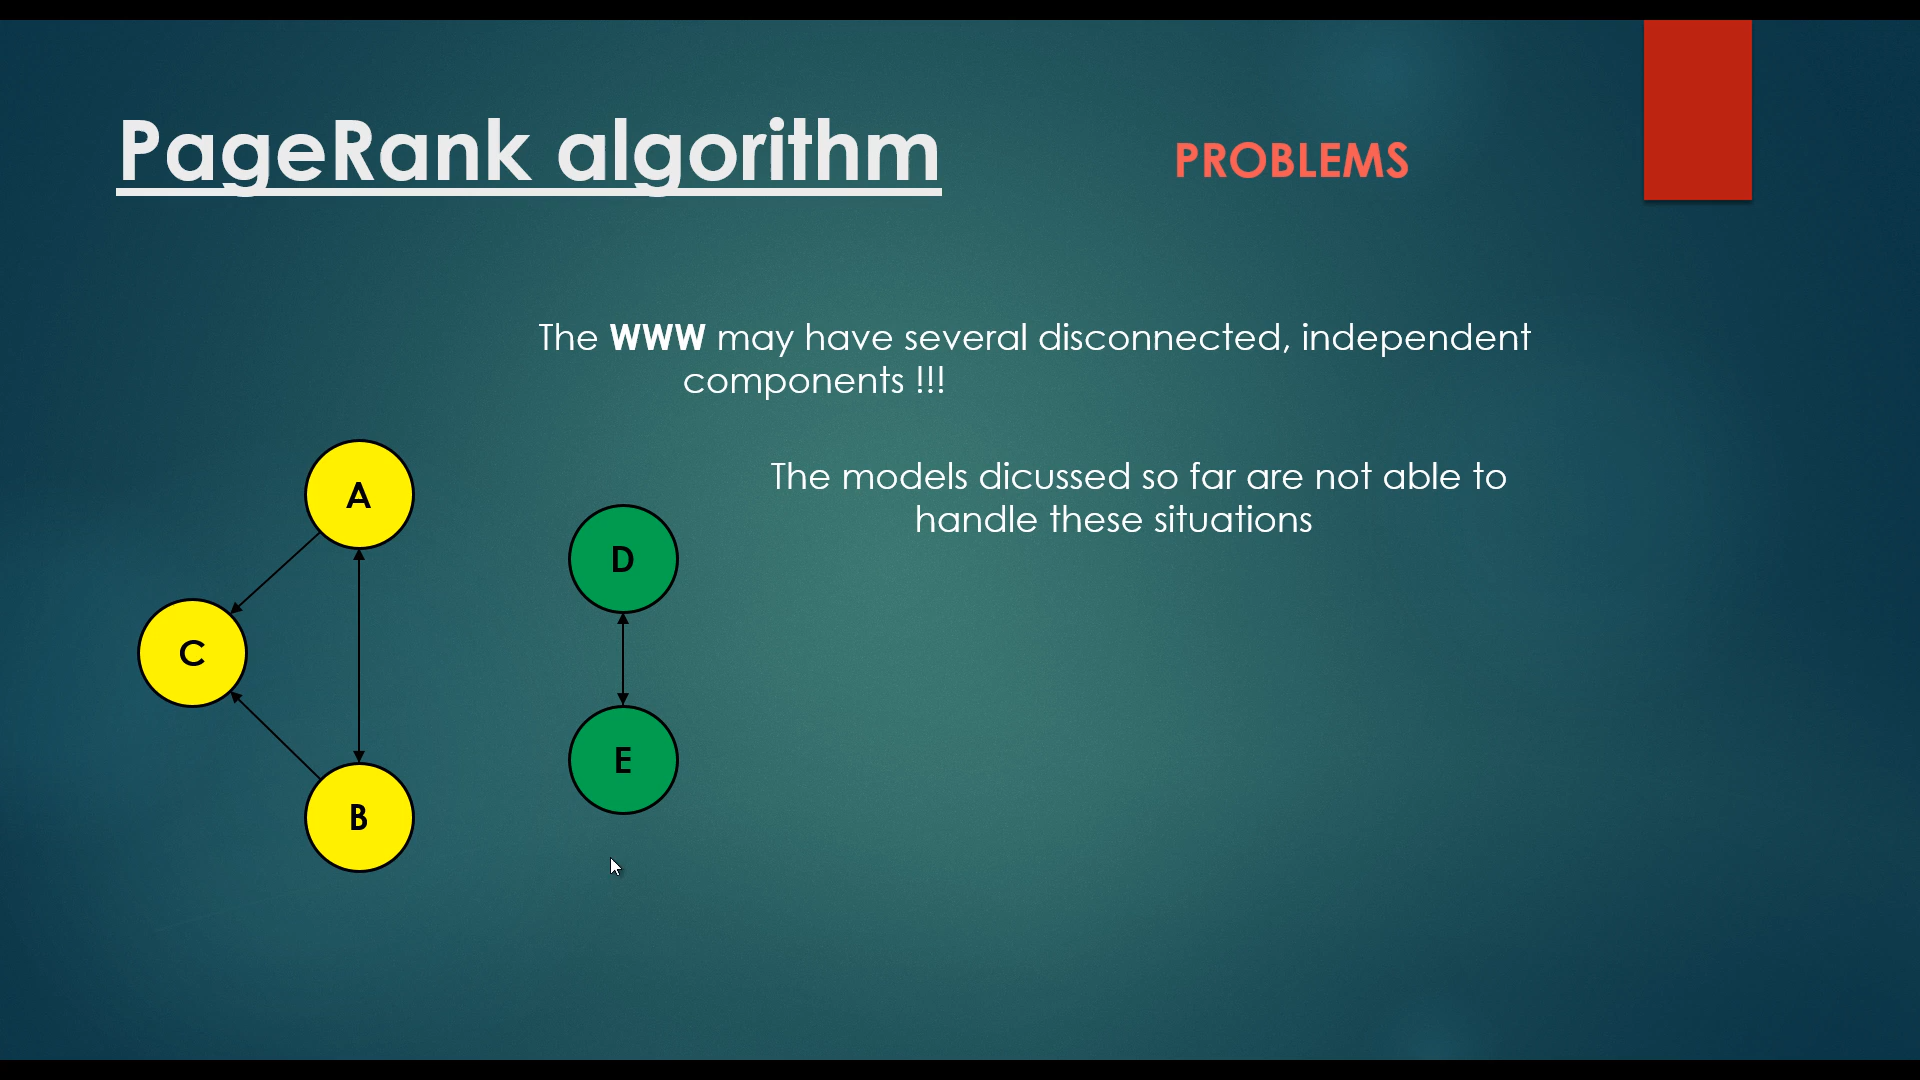 PageRank algorithm
PROBLEMS
The WWW may have several disconnected, independent
components !!!
The models dicussed so far are not able to
handle these situations
A
D
C
E
B